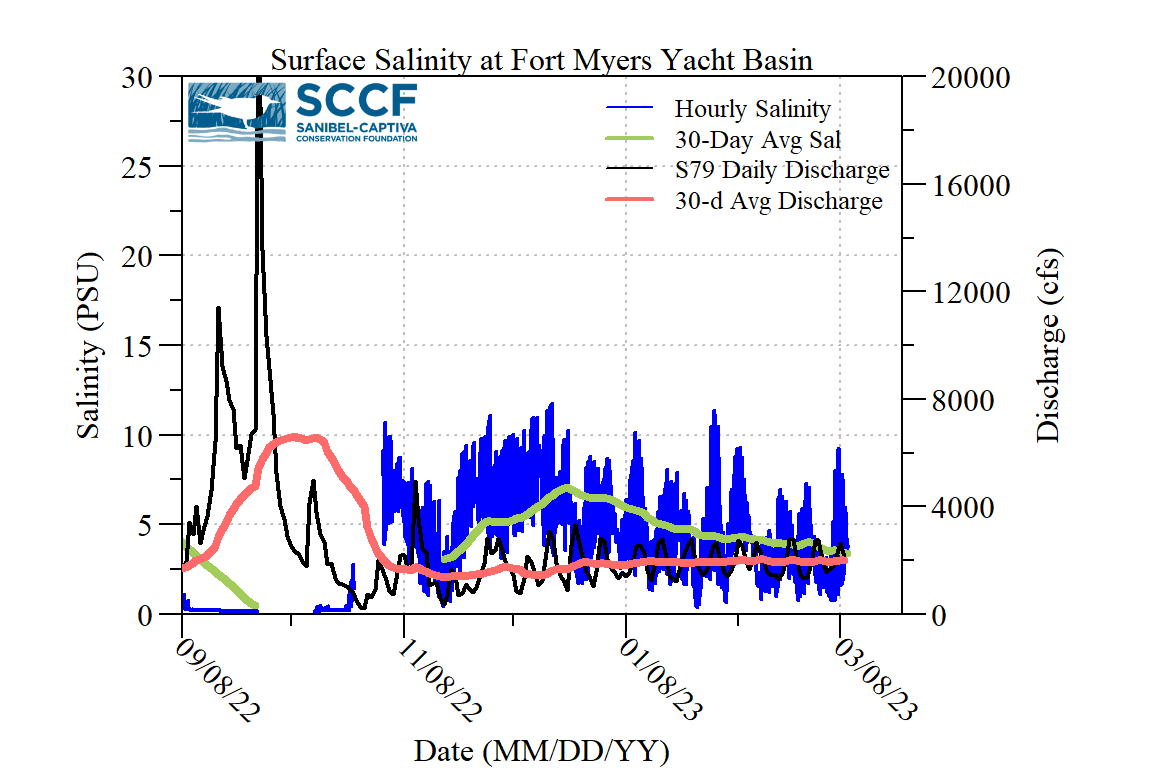 Surface Salinity at Fort Myers Yacht Basin
30
25
20
15
10
5
0
Salinity (PSU)
SCCF
SANIBEL-CAPTIVA
CONSERVATION FOUNDATION
Hourly Salinity
30-Day Avg Sal
S79 Daily Discharge
30-d Avg Discharge
20000
16000
12000
8000
4000
0
Discharge (cfs)
09/08/22
11/08/22
01/08/23
03/08/23
Date (MM/DD/YY)